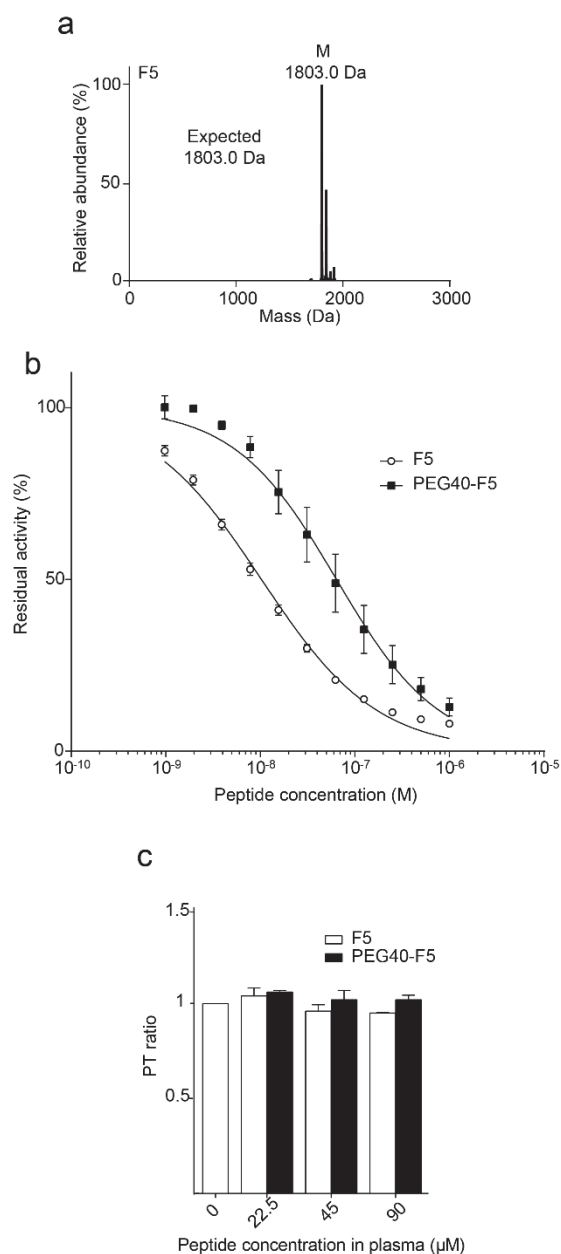 a
F5
M
1803.0 Da
Expected
1803.0 Da
Relative abundance (%)
100
50
0
0 1000 2000 3000
Mass (Da)
b
Residual activity (%)
100
50
0
F5
PEG40-F5
10-10 10-9 10-8 10-7 10-6 10-5
Peptide concentration (M)
c
PT ratio
1.5
1
0.5
F5
PEG40-F5
0 22.5 45 90
Peptide concentration in plasma (µM)